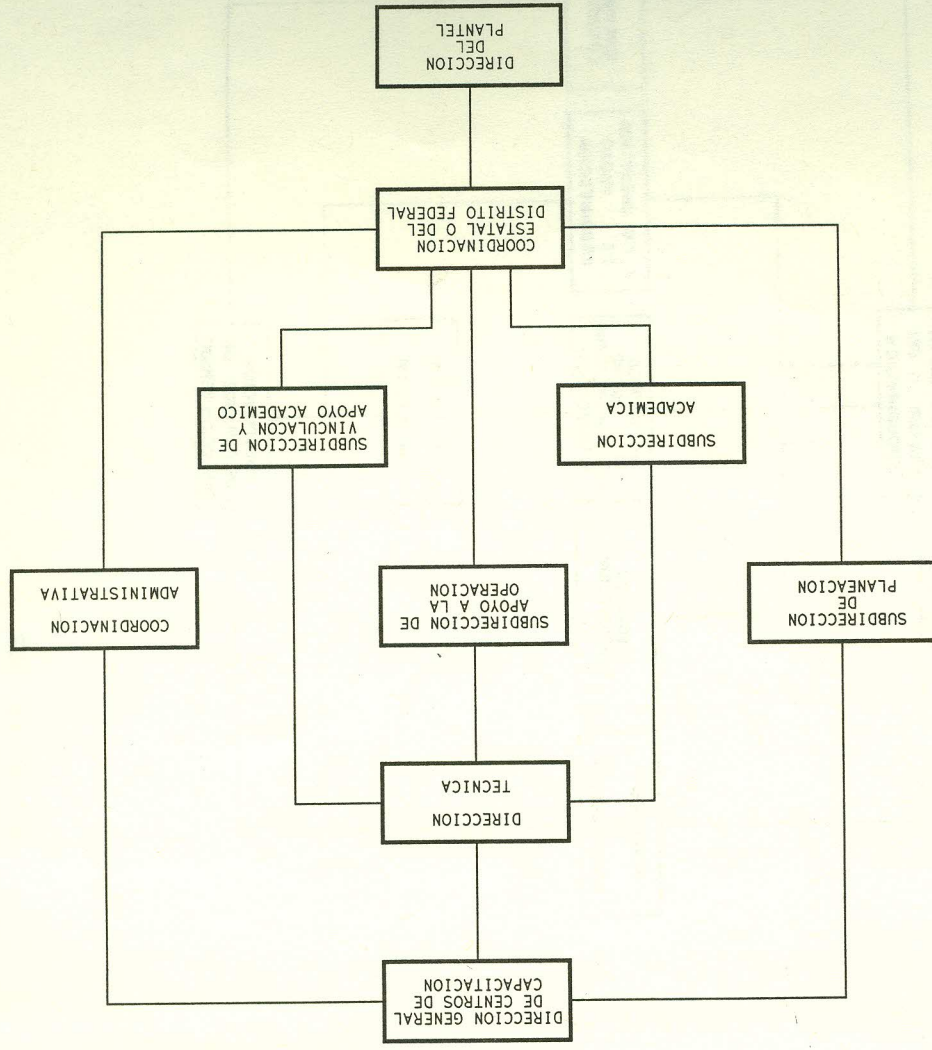 DIRECCION GENERAL
DE CENTROS DE
CAPACITACION
DIRECCION
TECNICA
SUBDIRECCION
DE
PLANEACION
SUBDIRECCION DE
APOYO A LA
OPERACION
COORDINACION
ADMINISTRATIVA
SUBDIRECCION
ACADEMICA
SUBDIRECCION DE
VINCULACON Y
APOYO ACADEMICO
COORDINACION
ESTATAL O DEL
DISTRITO FEDERAL
DIRECCION
DEL
PLANTEL